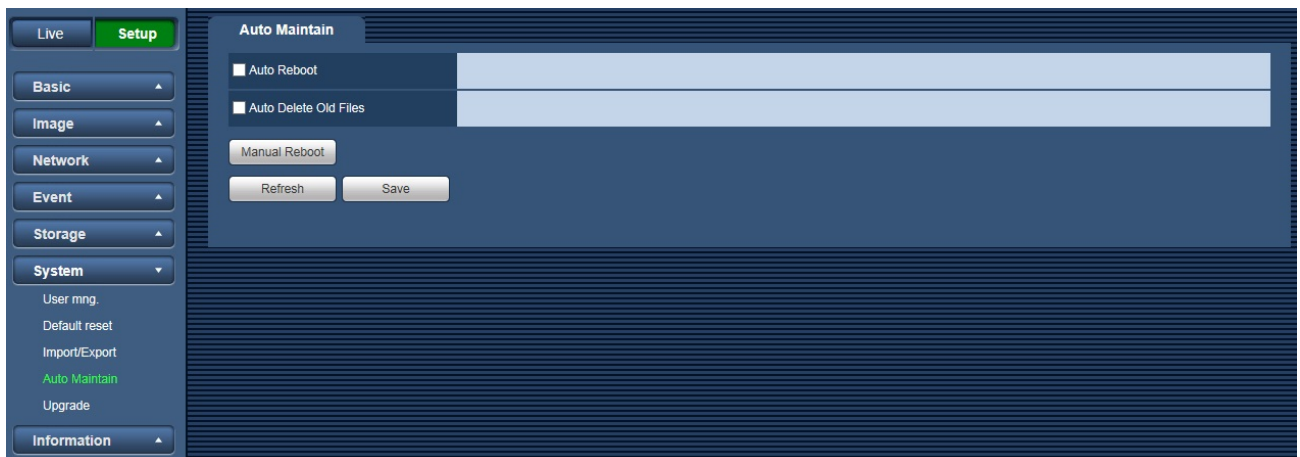 Live
Setup
Basic
Image
Network
Event
Storage
System
User mng.
Default reset
Import/Export
Auto Maintain
Upgrade
Information
Auto Maintain
Auto Reboot
Auto Delete Old Files
Manual Reboot
Refresh
Save